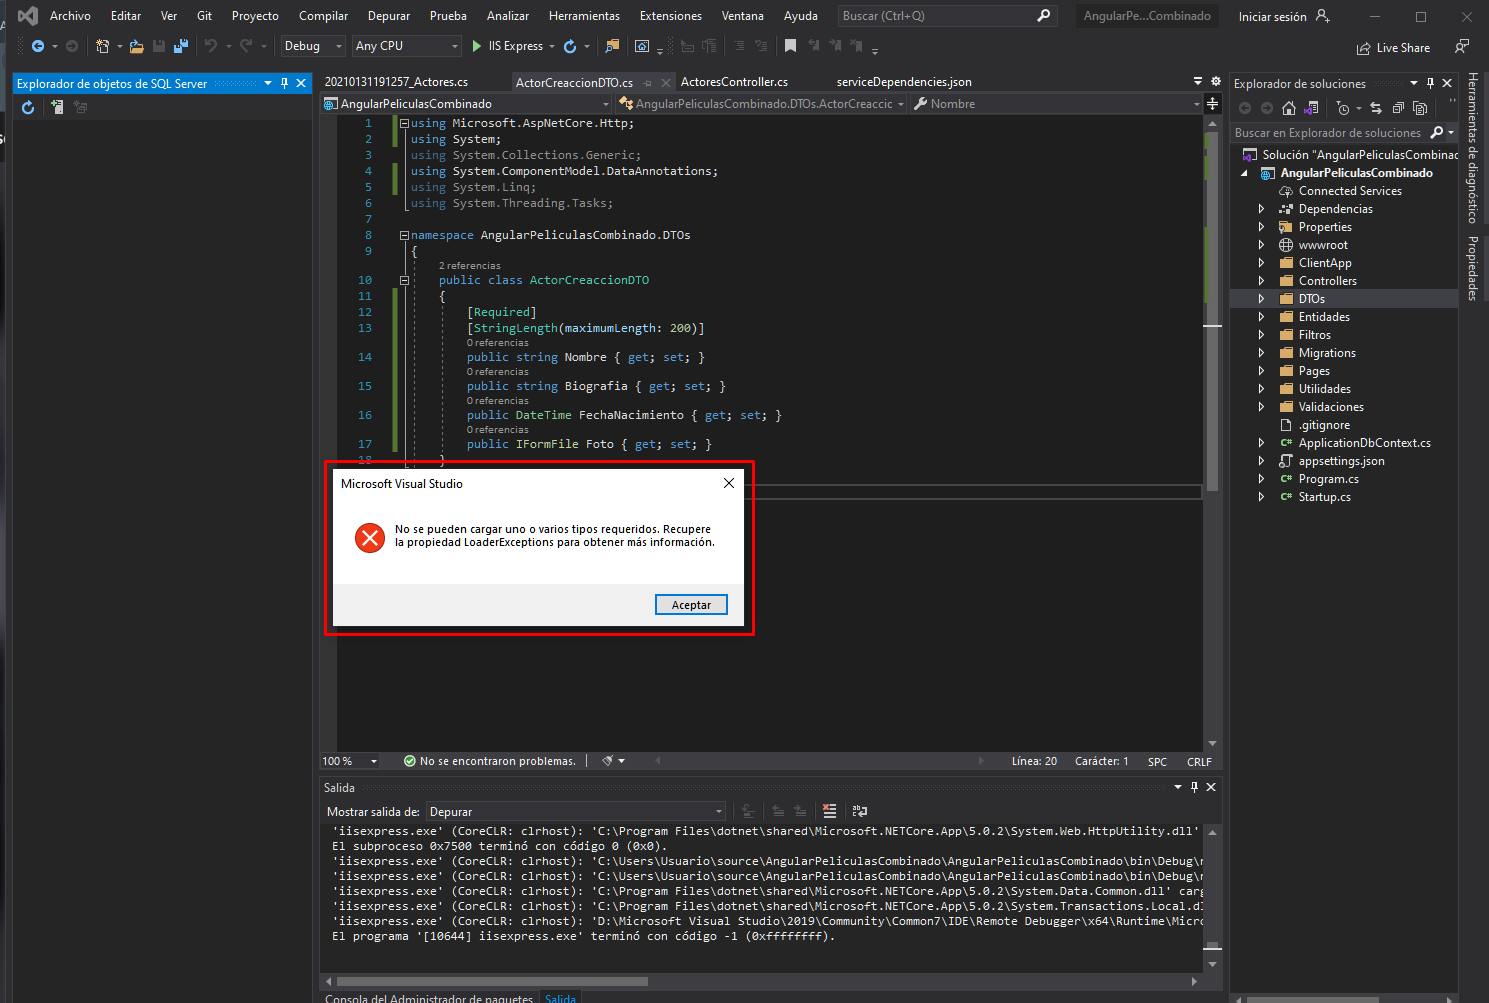 Archivo Editar Ver Git Proyecto Compilar Depurar Prueba Analizar Herramientas Extensiones Ventana Ayuda Buscar (Ctrl+Q) AngularPe...Combinado Iniciar sesión
Debug Any CPU IIS Express Live Share
Explorador de objetos de SQL Server
20210131191257_Actores.cs ActorCreaccionDTO.cs ActoresController.cs serviceDependencies.json
AngularPeliculasCombinado AngularPeliculasCombinado.DTOs.ActorCreaccic Nombre
1 using Microsoft.AspNetCore.Http;
2 using System;
3 using System.Collections.Generic;
4 using System.ComponentModel.DataAnnotations;
5 using System.Linq;
6 using System.Threading.Tasks;
7
8 namespace AngularPeliculasCombinado.DTOs
9 {
2 referencias
10 public class ActorCreaccionDTO
11 {
12 [Required]
13 [StringLength(maximumLength: 200)]
0 referencias
14 public string Nombre { get; set; }
0 referencias
15 public string Biografia { get; set; }
0 referencias
16 public DateTime FechaNacimiento { get; set; }
0 referencias
17 public IFormFile Foto { get; set; }
18 }
Microsoft Visual Studio
No se pueden cargar uno o varios tipos requeridos. Recupere
la propiedad LoaderExceptions para obtener más información.
Aceptar
100 % No se encontraron problemas. Línea: 20 Carácter: 1 SPC CRLF
Salida
Mostrar salida de: Depurar
'iisexpress.exe' (CoreCLR: clrhost): 'C:\Program Files\dotnet\shared\Microsoft.NETCore.App\5.0.2\System.Web.HttpUtility.dll'
El subproceso 0x7500 terminó con código 0 (0x0).
'iisexpress.exe' (CoreCLR: clrhost): 'C:\Users\Usuario\source\AngularPeliculasCombinado\AngularPeliculasCombinado\bin\Debug\
'iisexpress.exe' (CoreCLR: clrhost): 'C:\Users\Usuario\source\AngularPeliculasCombinado\AngularPeliculasCombinado\bin\Debug\
'iisexpress.exe' (CoreCLR: clrhost): 'C:\Program Files\dotnet\shared\Microsoft.NETCore.App\5.0.2\System.Data.Common.dll' carg
'iisexpress.exe' (CoreCLR: clrhost): 'C:\Program Files\dotnet\shared\Microsoft.NETCore.App\5.0.2\System.Transactions.Local.d
'iisexpress.exe' (CoreCLR: clrhost): 'D:\Microsoft Visual Studio\2019\Community\Common7\IDE\Remote Debugger\x64\Runtime\Micro
El programa '[10644] iisexpress.exe' terminó con código -1 (0xffffffff).
Consola del Administrador de paquetes Salida
Explorador de soluciones
Buscar en Explorador de soluciones
Solución "AngularPeliculasCombinad
AngularPeliculasCombinado
Connected Services
Dependencias
Properties
wwwroot
ClientApp
Controllers
DTOs
Entidades
Filtros
Migrations
Pages
Utilidades
Validaciones
.gitignore
ApplicationDbContext.cs
appsettings.json
Program.cs
Startup.cs
Herramientas de diagnóstico
Propiedades